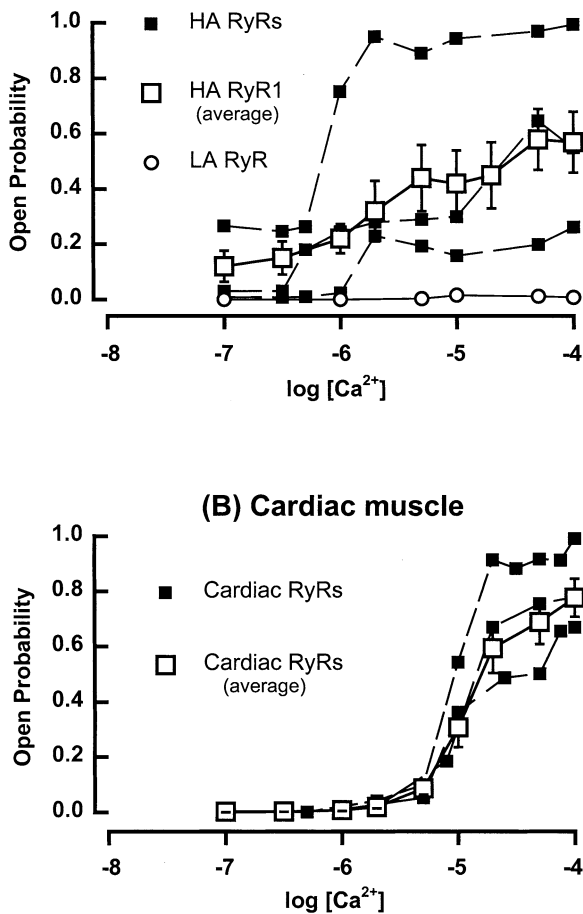 HA RyRs
HA RyR1
(average)
LA RyR
Open Probability
1.0
0.8
0.6
0.4
0.2
0.0
-8
-7
-6
-5
-4
log [Ca²⁺]
(B) Cardiac muscle
Cardiac RyRs
Cardiac RyRs
(average)
Open Probability
1.0
0.8
0.6
0.4
0.2
0.0
-8
-7
-6
-5
-4
log [Ca²⁺]